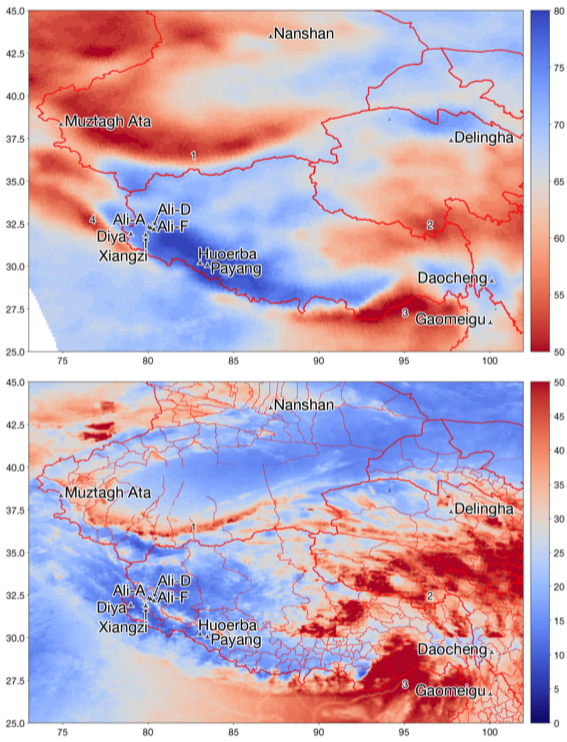 45.0
42.5
40.0
37.5
35.0
32.5
30.0
27.5
25.0
Nanshan
Muztagh Ata
Delingha
1
4
2
Ali-D
Ali-A
Ali-F
Diya
Xiangzi
Huoerba
Payang
Daocheng
3
Gaomeigu
75
80
85
90
95
100
80
75
70
65
60
55
50
45.0
42.5
40.0
37.5
35.0
32.5
30.0
27.5
25.0
Nanshan
Muztagh Ata
Delingha
1
2
Ali-D
Ali-A
Ali-F
Diya
Xiangzi
Huoerba
Payang
Daocheng
3
Gaomeigu
75
80
85
90
95
100
50
45
40
35
30
25
20
15
10
5
0